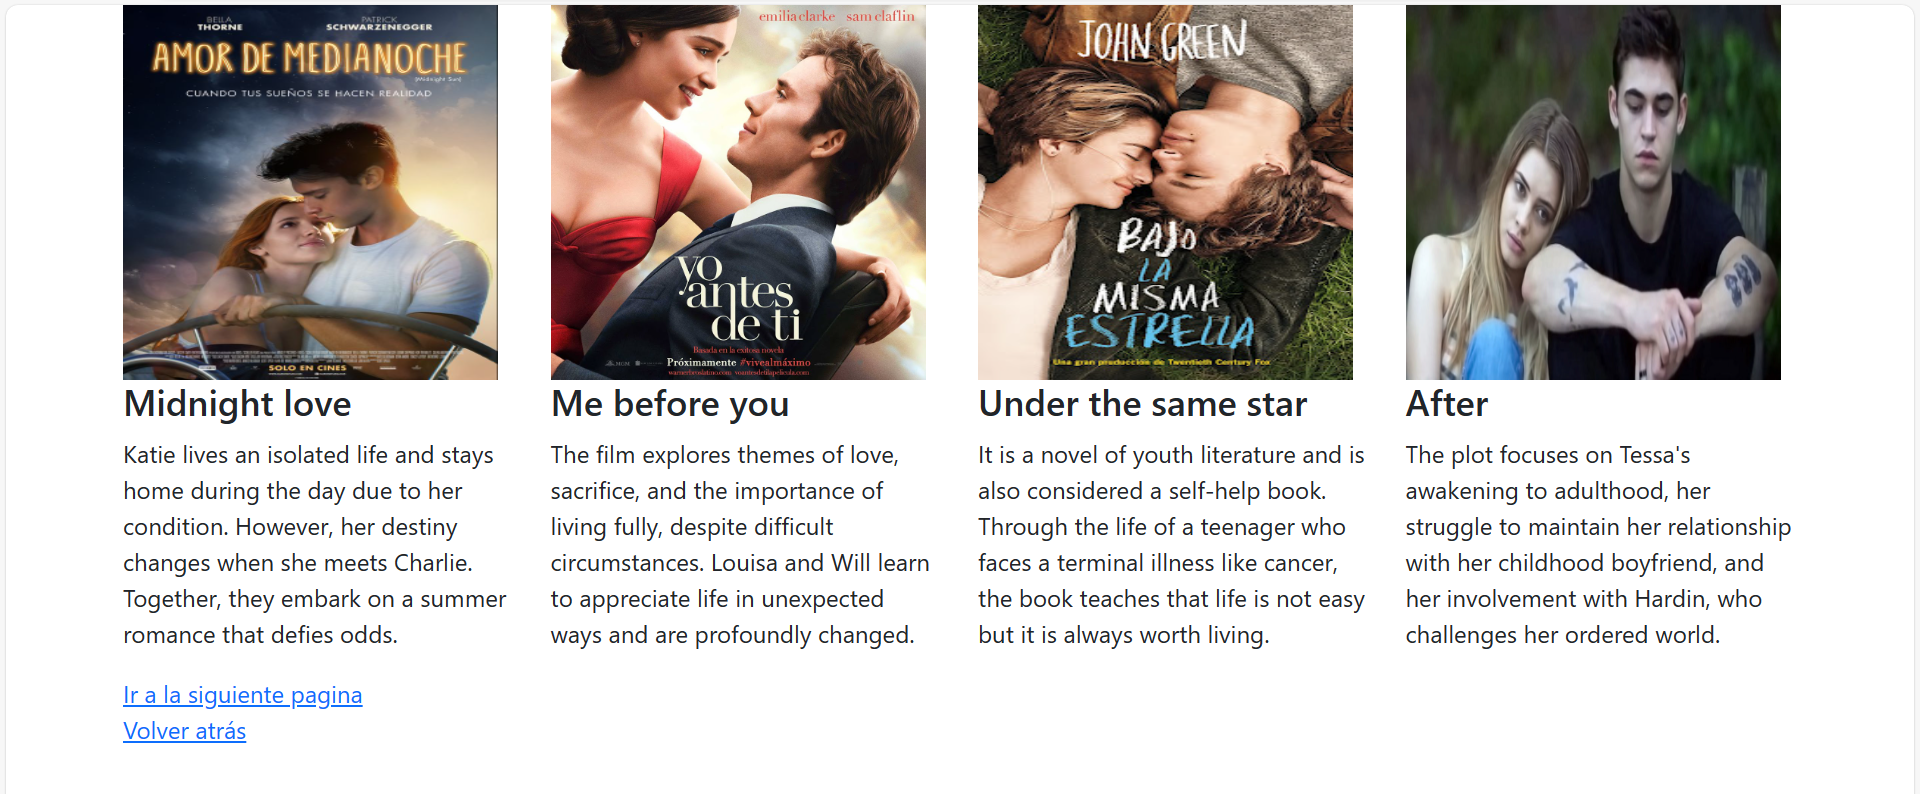 BELLA THORNE PATRICK SCHWARZENEGGER
AMOR DE MEDIANOCHE
(Midnight Sun)
CUANDO TUS SUEÑOS SE HACEN REALIDAD
SOLO EN CINES
Midnight love
Katie lives an isolated life and stays
home during the day due to her
condition. However, her destiny
changes when she meets Charlie.
Together, they embark on a summer
romance that defies odds.
emilia clarke sam claflin
yo
antes
de ti
Basada en la exitosa novela
Próximamente #vivealmáximo
Me before you
The film explores themes of love,
sacrifice, and the importance of
living fully, despite difficult
circumstances. Louisa and Will learn
to appreciate life in unexpected
ways and are profoundly changed.
JOHN GREEN
BAJO
LA
MISMA
ESTRELLA
Una gran producción de Twentieth Century Fox
Under the same star
It is a novel of youth literature and is
also considered a self-help book.
Through the life of a teenager who
faces a terminal illness like cancer,
the book teaches that life is not easy
but it is always worth living.
After
The plot focuses on Tessa's
awakening to adulthood, her
struggle to maintain her relationship
with her childhood boyfriend, and
her involvement with Hardin, who
challenges her ordered world.
Ir a la siguiente pagina
Volver atrás